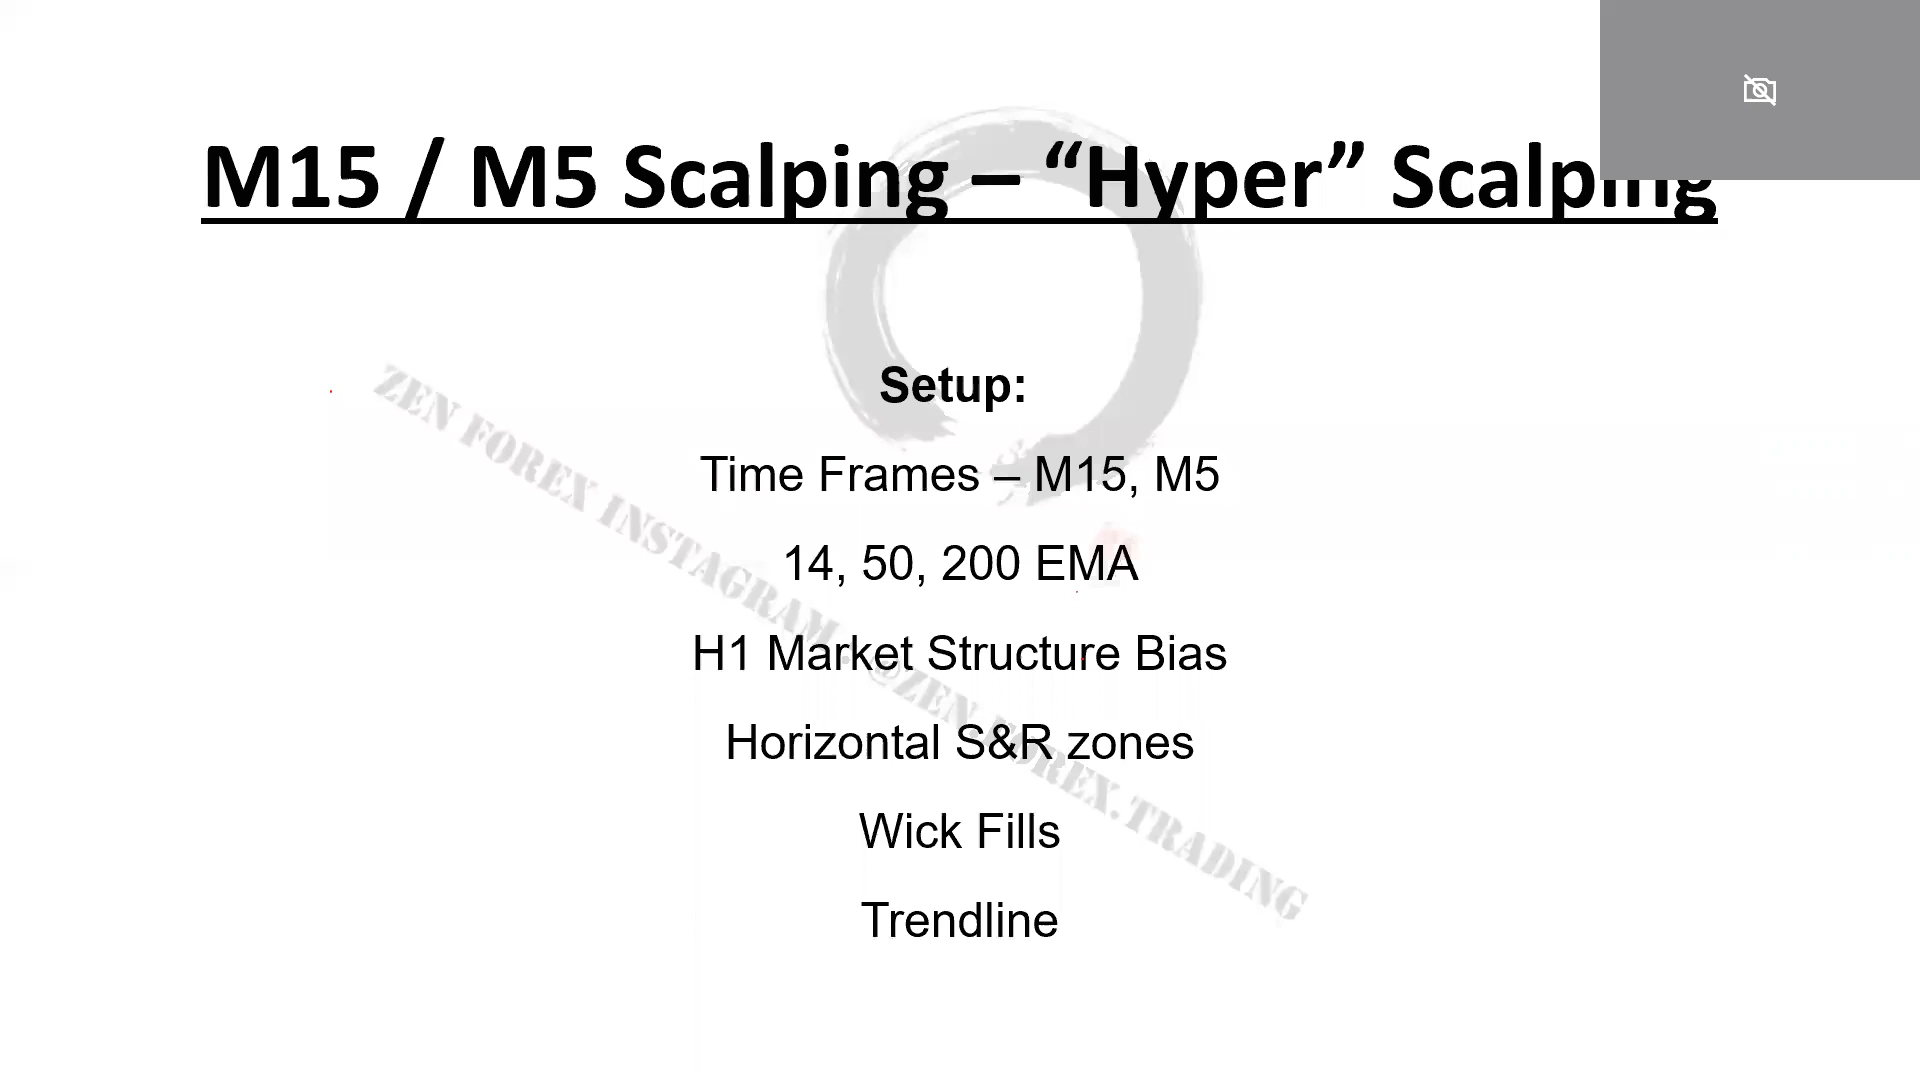 M15 / M5 Scalping – “Hyper” Scalping
Setup:
Time Frames – M15, M5
14, 50, 200 EMA
H1 Market Structure Bias
Horizontal S&R zones
Wick Fills
Trendline
ZEN FOREX INSTAGRAM: @ZEN.FOREX.TRADING